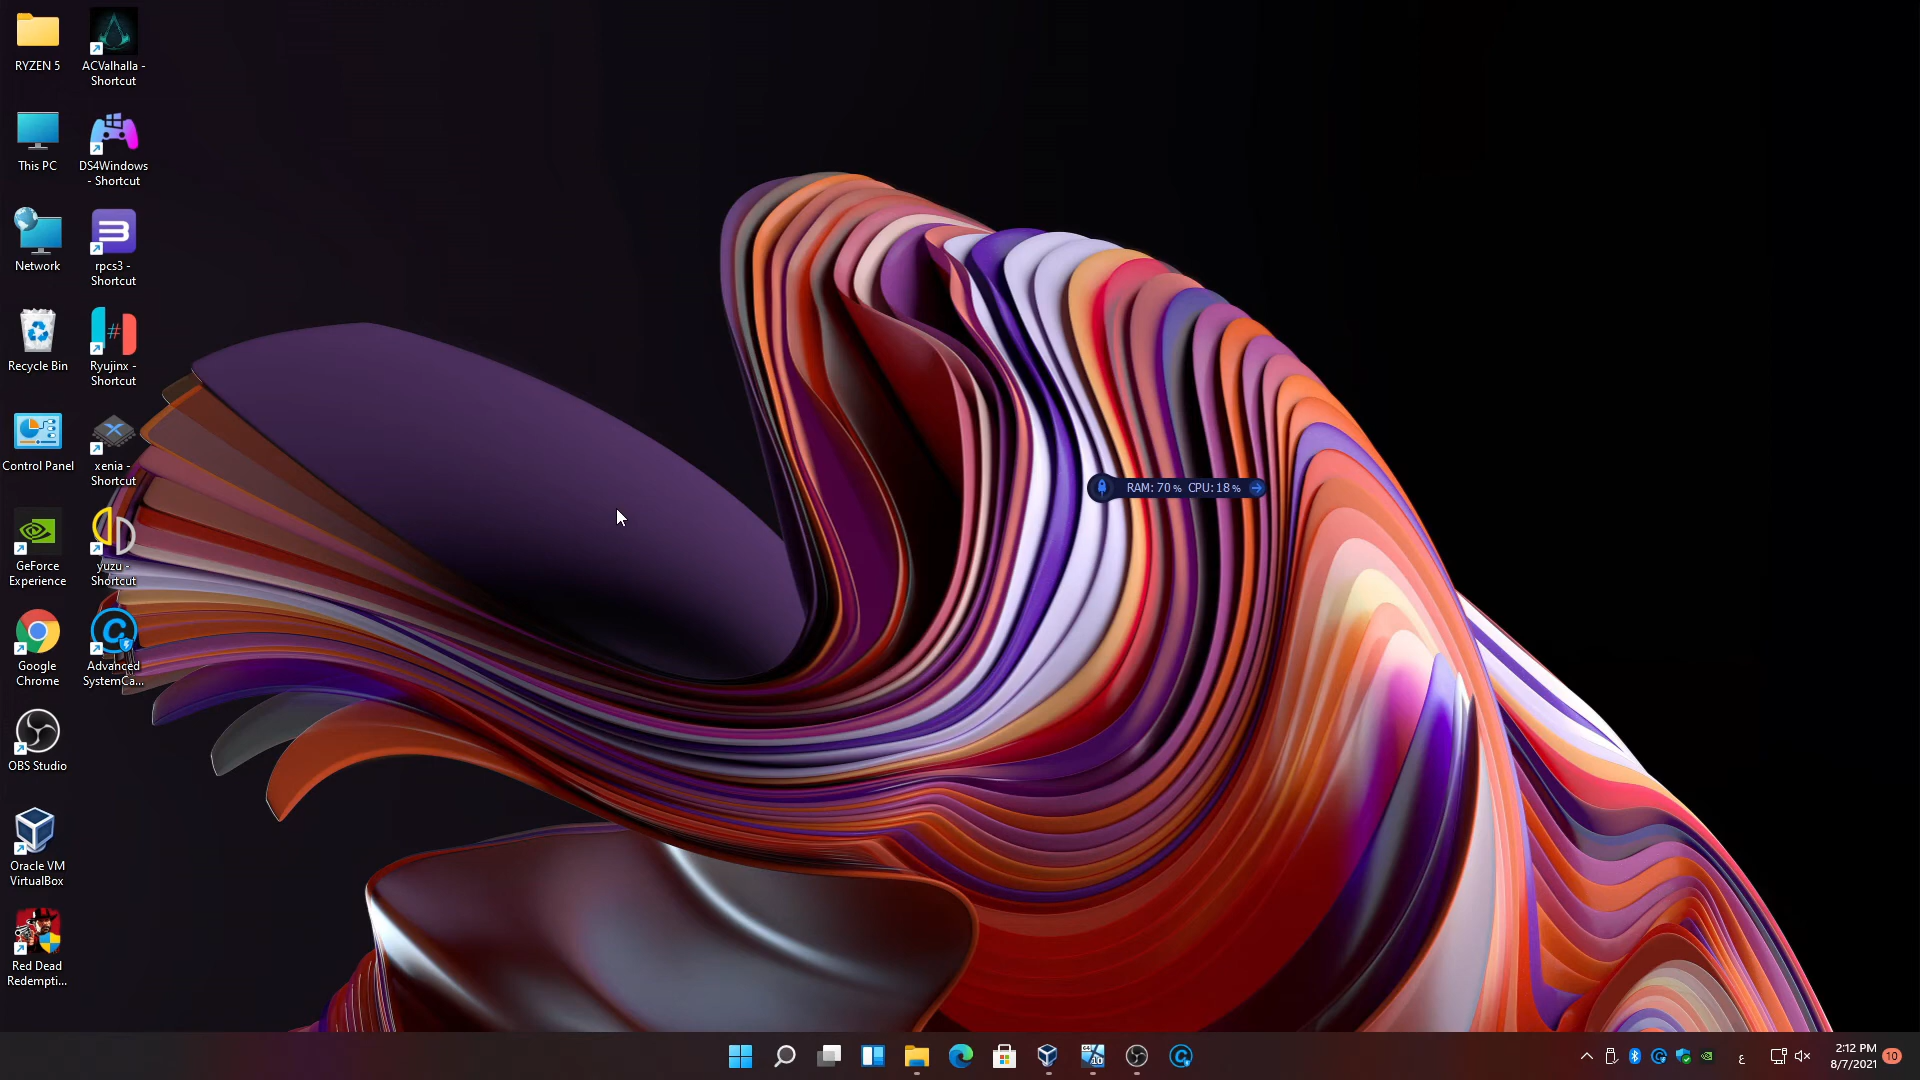 RYZEN 5
ACValhalla -
Shortcut
This PC
DS4Windows
- Shortcut
Network
rpcs3 -
Shortcut
Recycle Bin
#
Ryujinx -
Shortcut
Control Panel
xenia -
Shortcut
GeForce
Experience
yuzu -
Shortcut
Google
Chrome
Advanced
SystemCa...
OBS Studio
Oracle VM
VirtualBox
Red Dead
Redempti...
RAM: 70% CPU: 18%
64
10
ع
2:12 PM
8/7/2021
10